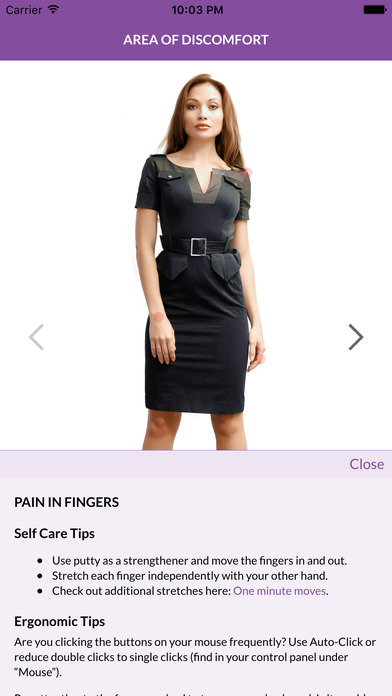 Carrier 10:03 PM
AREA OF DISCOMFORT
Close
PAIN IN FINGERS
Self Care Tips
• Use putty as a strengthener and move the fingers in and out.
• Stretch each finger independently with your other hand.
• Check out additional stretches here: One minute moves.
Ergonomic Tips
Are you clicking the buttons on your mouse frequently? Use Auto-Click or
reduce double clicks to single clicks (find in your control panel under
“Mouse”).